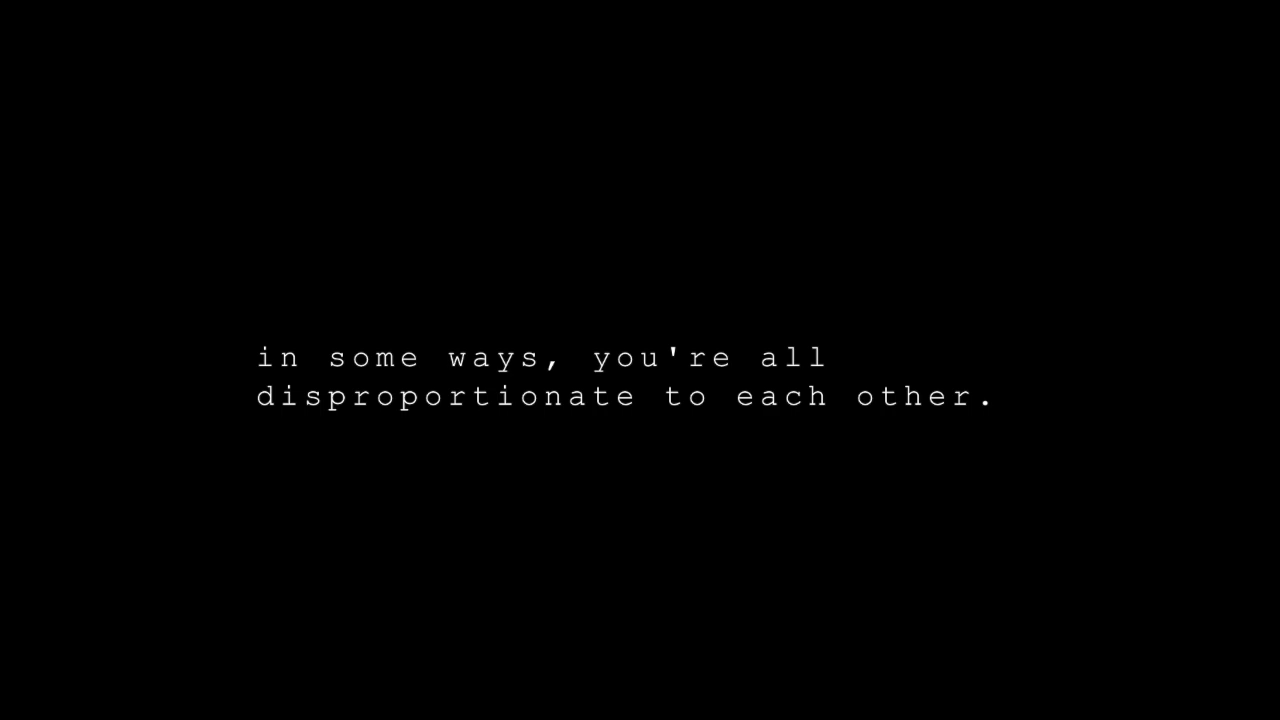 in some ways, you're all
disproportionate to each other.